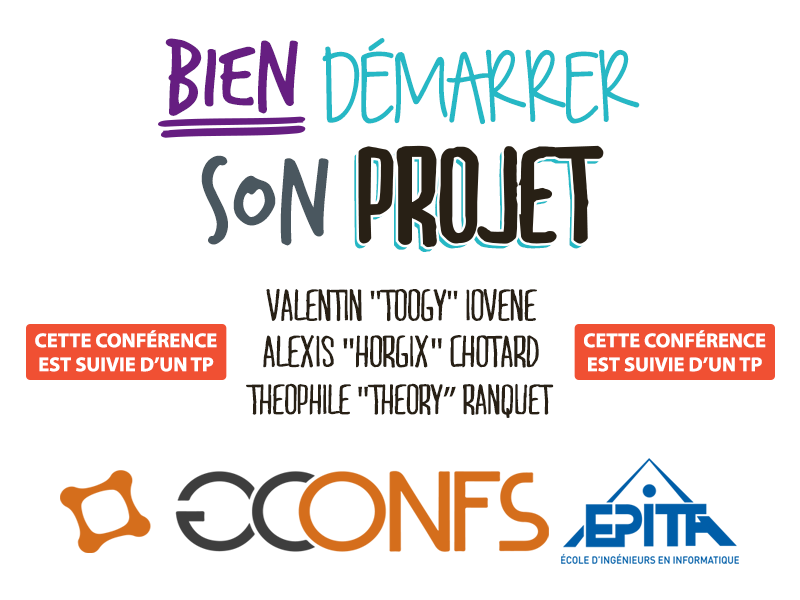 BIEN DÉMARRER
SON PROJET
VALENTIN "TOOGY" IOVENE
ALEXIS "HORGIX" CHOTARD
THEOPHILE "THEORY” RANQUET
CETTE CONFÉRENCE
EST SUIVIE D’UN TP
CETTE CONFÉRENCE
EST SUIVIE D’UN TP
GCONFS
EPITA
ÉCOLE D'INGÉNIEURS EN INFORMATIQUE